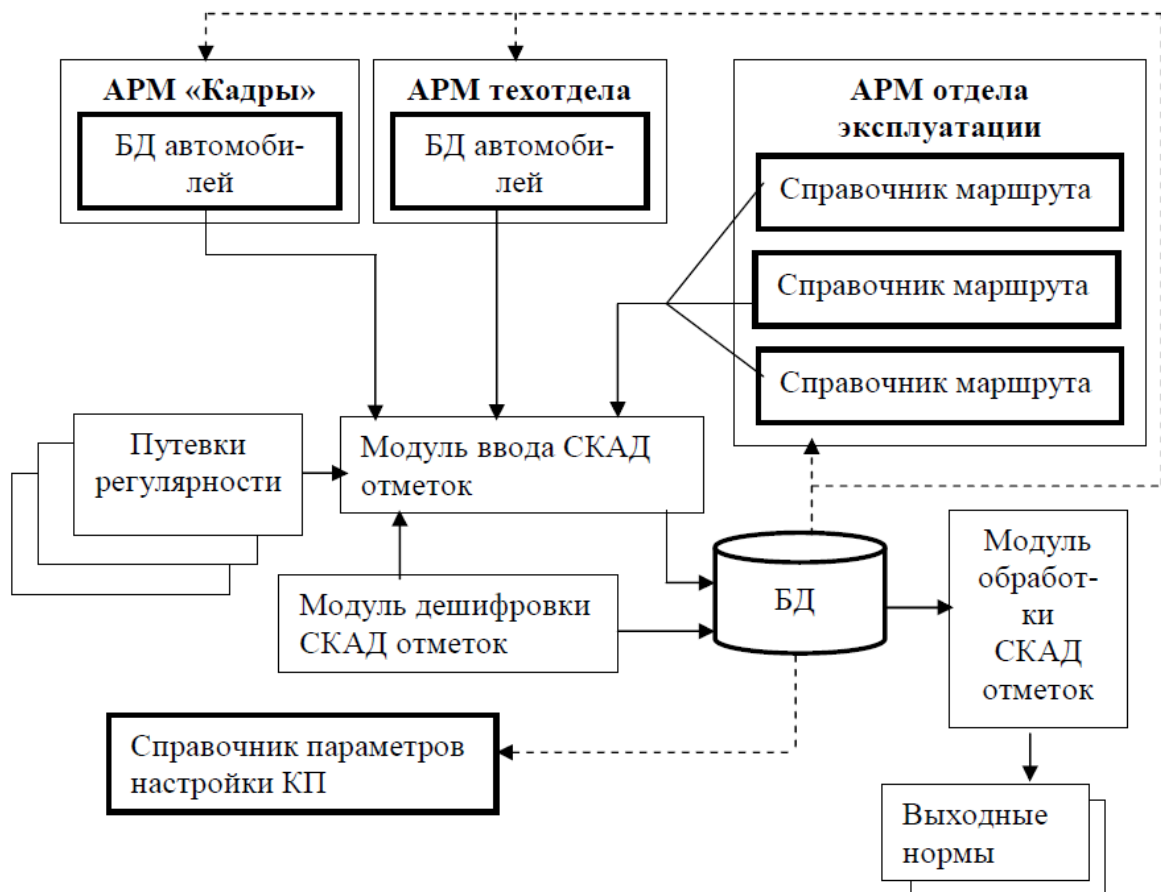 АРМ «Кадры»
БД автомоби-
лей
АРМ техотдела
БД автомоби-
лей
АРМ отдела
эксплуатации
Справочник маршрута
Справочник маршрута
Справочник маршрута
Путевки
регулярности
Модуль ввода СКАД
отметок
Модуль дешифровки
СКАД отметок
БД
Модуль
обработ-
ки
СКАД
отметок
Справочник параметров
настройки КП
Выходные
нормы